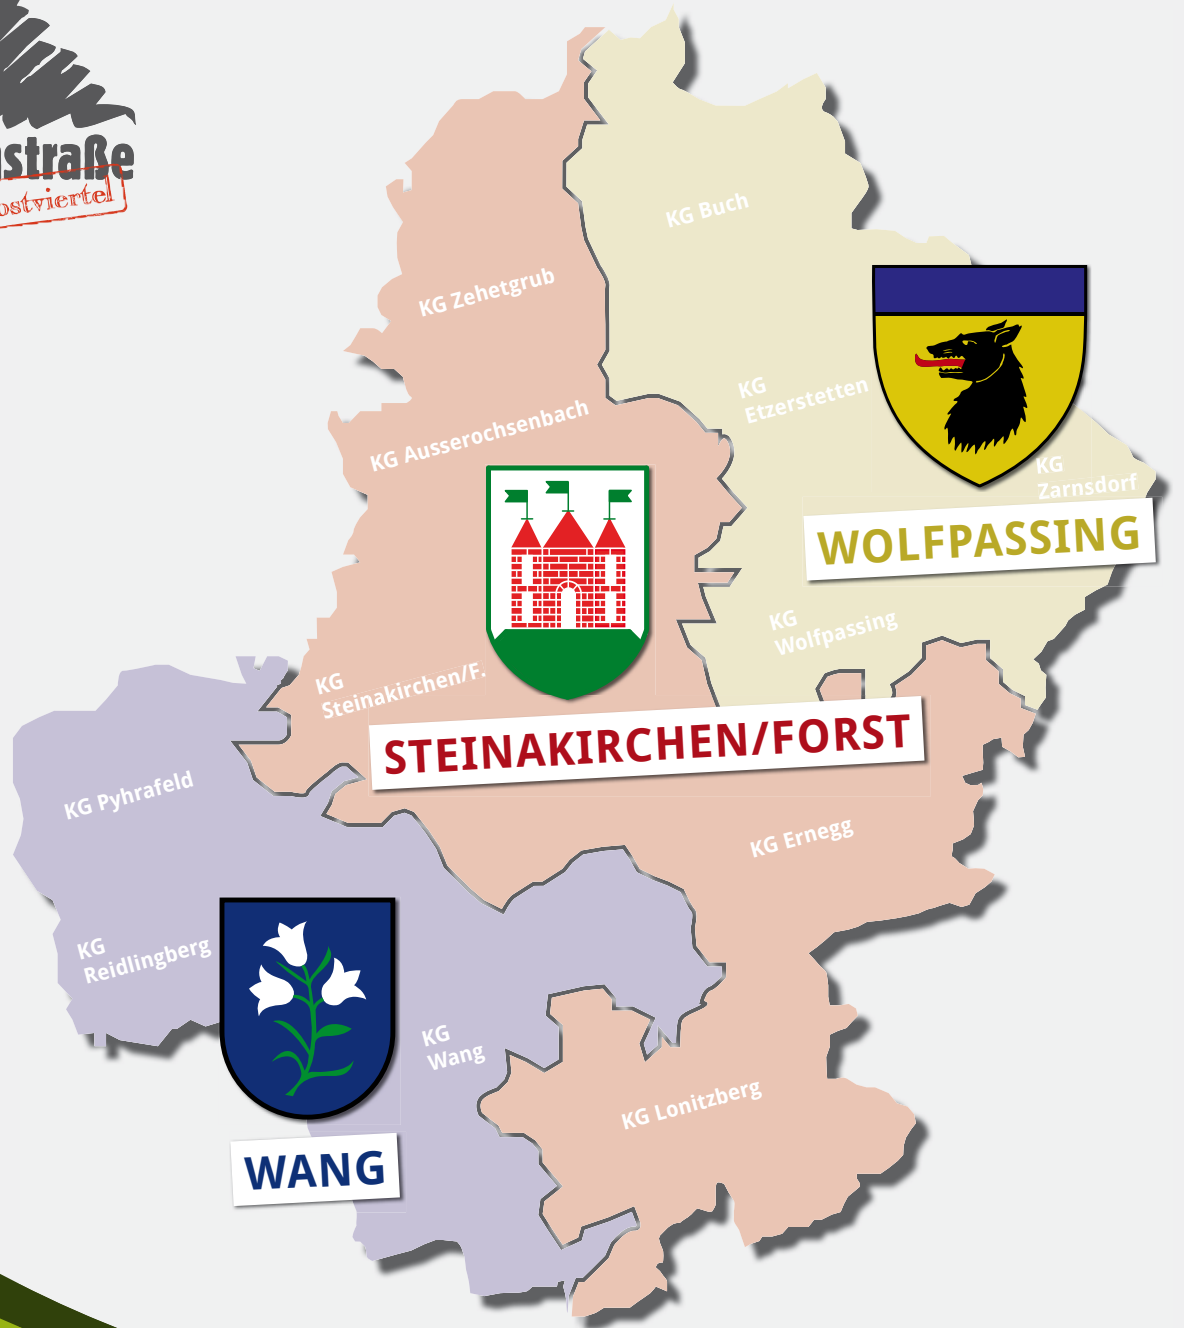 straße
ostviertel
KG Buch
KG Zehetgrub
KG
Etzerstetten
KG Ausserochsenbach
KG
Zarnsdorf
WOLFPASSING
KG
Wolfpassing
KG
Steinakirchen/F.
STEINAKIRCHEN/FORST
KG Pyhrafeld
KG Ernegg
KG
Reidlingberg
KG
Wang
KG Lonitzberg
WANG